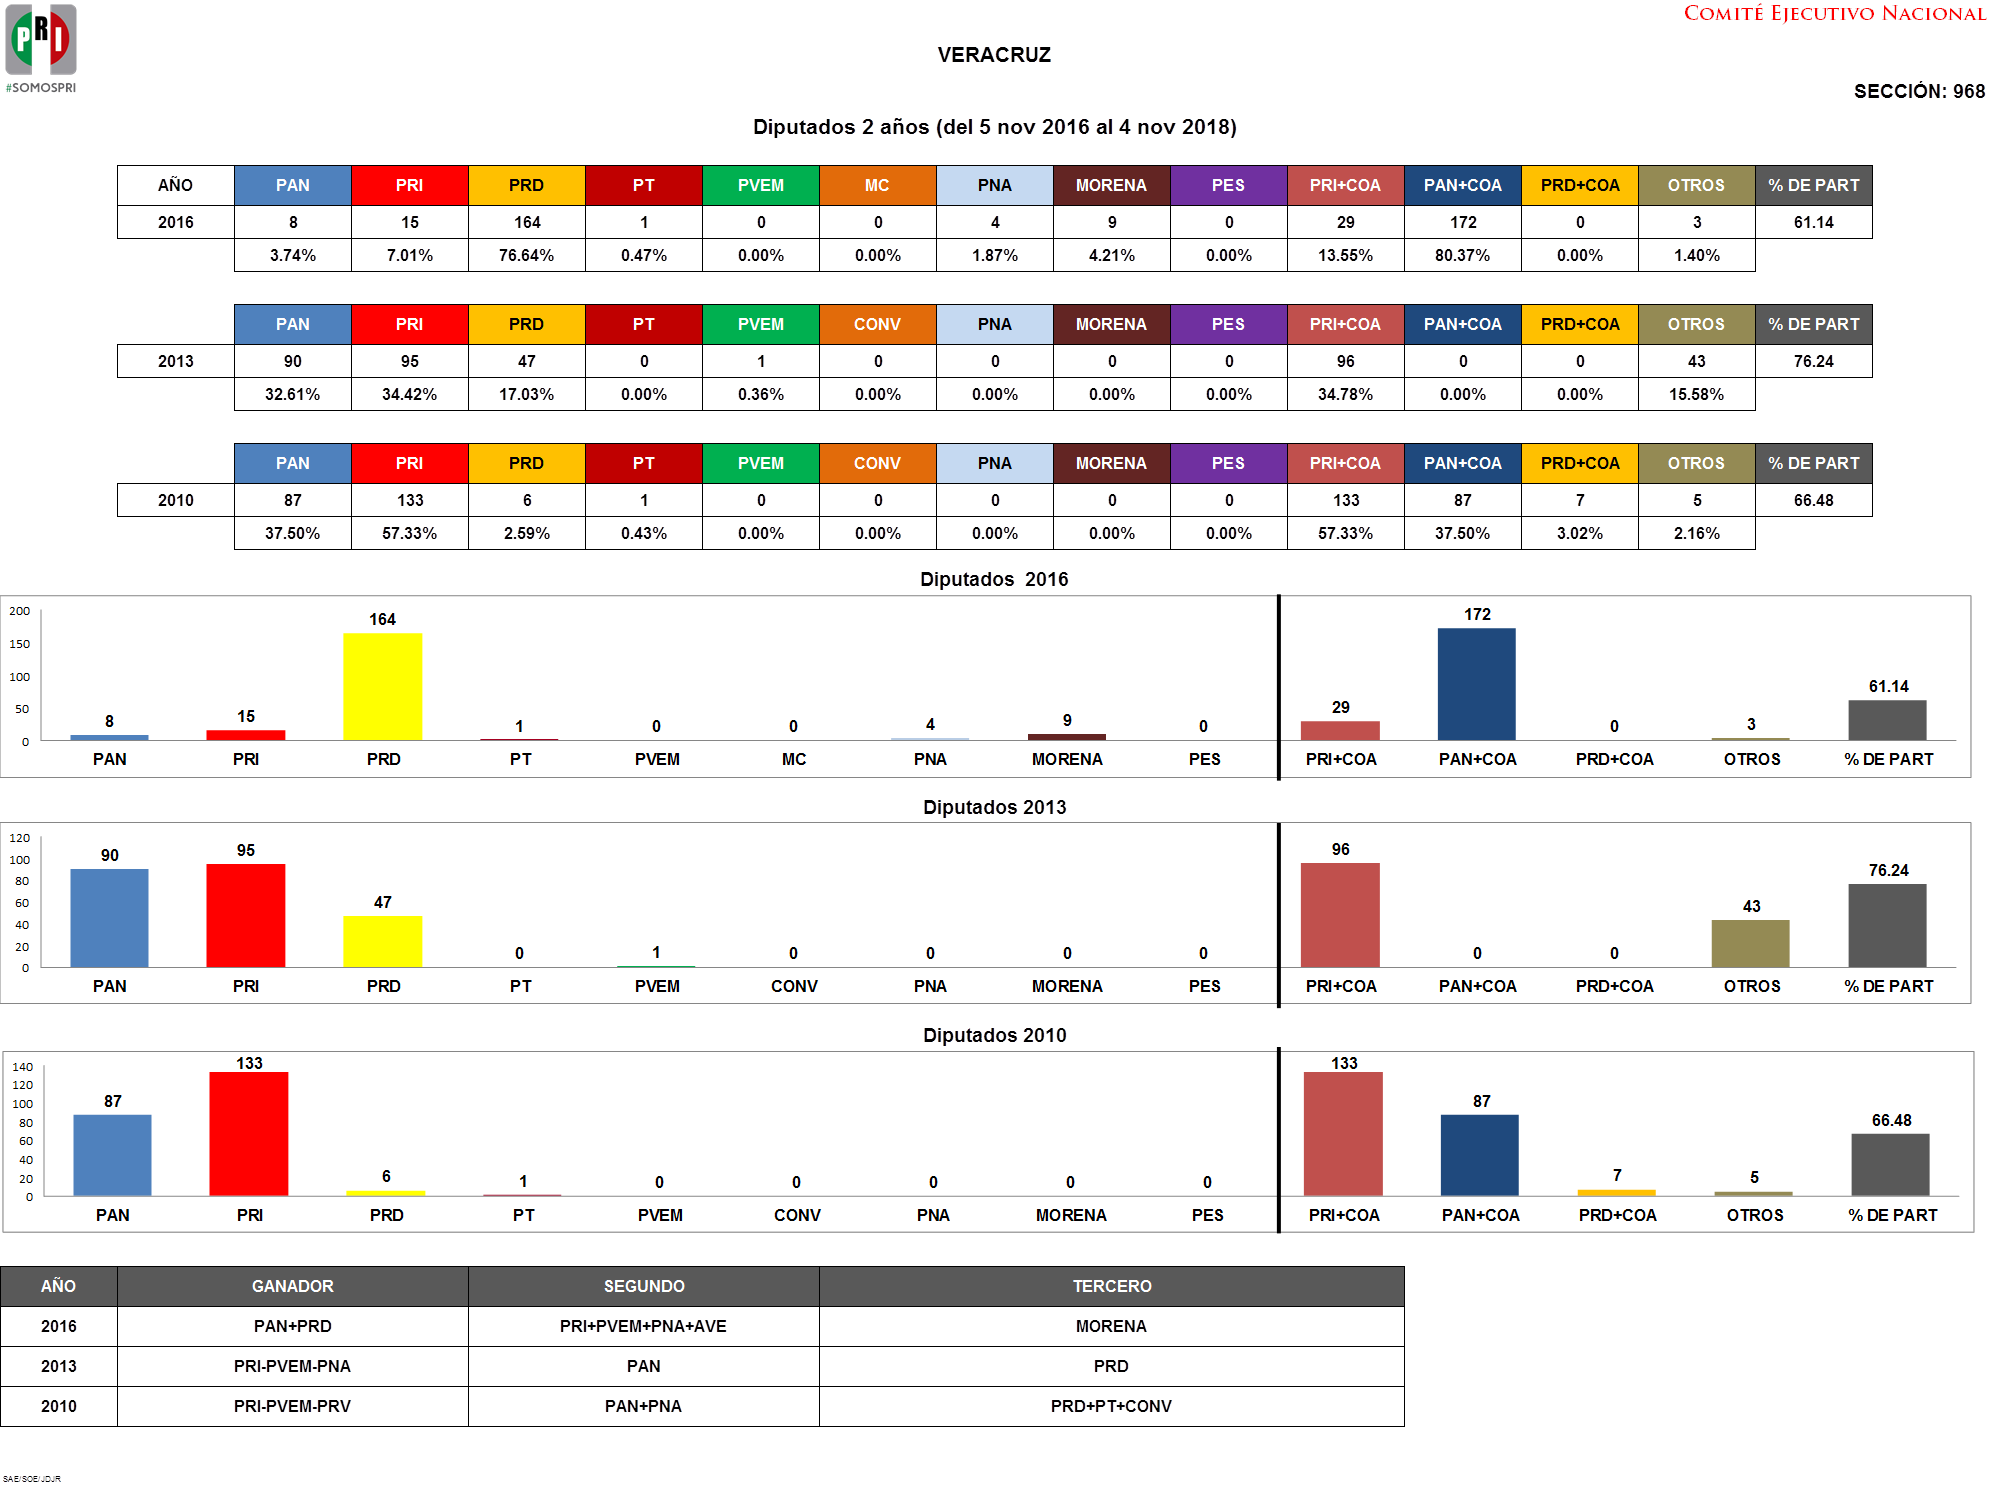 PRI
#SOMOSPRI
COMITÉ EJECUTIVO NACIONAL
VERACRUZ
SECCIÓN: 968
Diputados 2 años (del 5 nov 2016 al 4 nov 2018)
AÑO PAN PRI PRD PT PVEM MC PNA MORENA PES PRI+COA PAN+COA PRD+COA OTROS % DE PART
2016 8 15 164 1 0 0 4 9 0 29 172 0 3 61.14
3.74% 7.01% 76.64% 0.47% 0.00% 0.00% 1.87% 4.21% 0.00% 13.55% 80.37% 0.00% 1.40%
PAN PRI PRD PT PVEM CONV PNA MORENA PES PRI+COA PAN+COA PRD+COA OTROS % DE PART
2013 90 95 47 0 1 0 0 0 0 96 0 0 43 76.24
32.61% 34.42% 17.03% 0.00% 0.36% 0.00% 0.00% 0.00% 0.00% 34.78% 0.00% 0.00% 15.58%
PAN PRI PRD PT PVEM CONV PNA MORENA PES PRI+COA PAN+COA PRD+COA OTROS % DE PART
2010 87 133 6 1 0 0 0 0 0 133 87 7 5 66.48
37.50% 57.33% 2.59% 0.43% 0.00% 0.00% 0.00% 0.00% 0.00% 57.33% 37.50% 3.02% 2.16%
Diputados 2016
200
150
100
50
0
8 15 164 1 0 0 4 9 0 29 172 0 3 61.14
PAN PRI PRD PT PVEM MC PNA MORENA PES PRI+COA PAN+COA PRD+COA OTROS % DE PART
Diputados 2013
120
100
80
60
40
20
0
90 95 47 0 1 0 0 0 0 96 0 0 43 76.24
PAN PRI PRD PT PVEM CONV PNA MORENA PES PRI+COA PAN+COA PRD+COA OTROS % DE PART
Diputados 2010
140
120
100
80
60
40
20
0
87 133 6 1 0 0 0 0 0 133 87 7 5 66.48
PAN PRI PRD PT PVEM CONV PNA MORENA PES PRI+COA PAN+COA PRD+COA OTROS % DE PART
AÑO GANADOR SEGUNDO TERCERO
2016 PAN+PRD PRI+PVEM+PNA+AVE MORENA
2013 PRI-PVEM-PNA PAN PRD
2010 PRI-PVEM-PRV PAN+PNA PRD+PT+CONV
SAE/SOE/JDJR